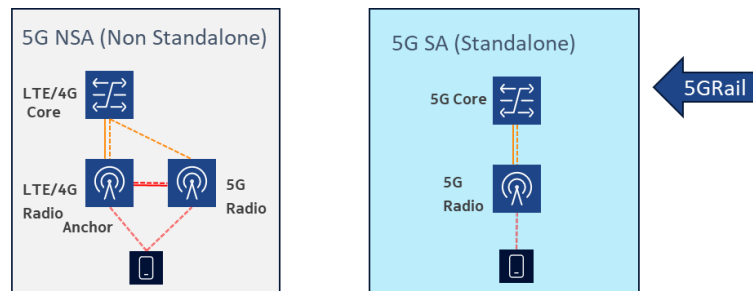 5G NSA (Non Standalone)
LTE/4G
Core
LTE/4G
Radio
Anchor
5G
Radio
5G SA (Standalone)
5G Core
5G
Radio
5GRail